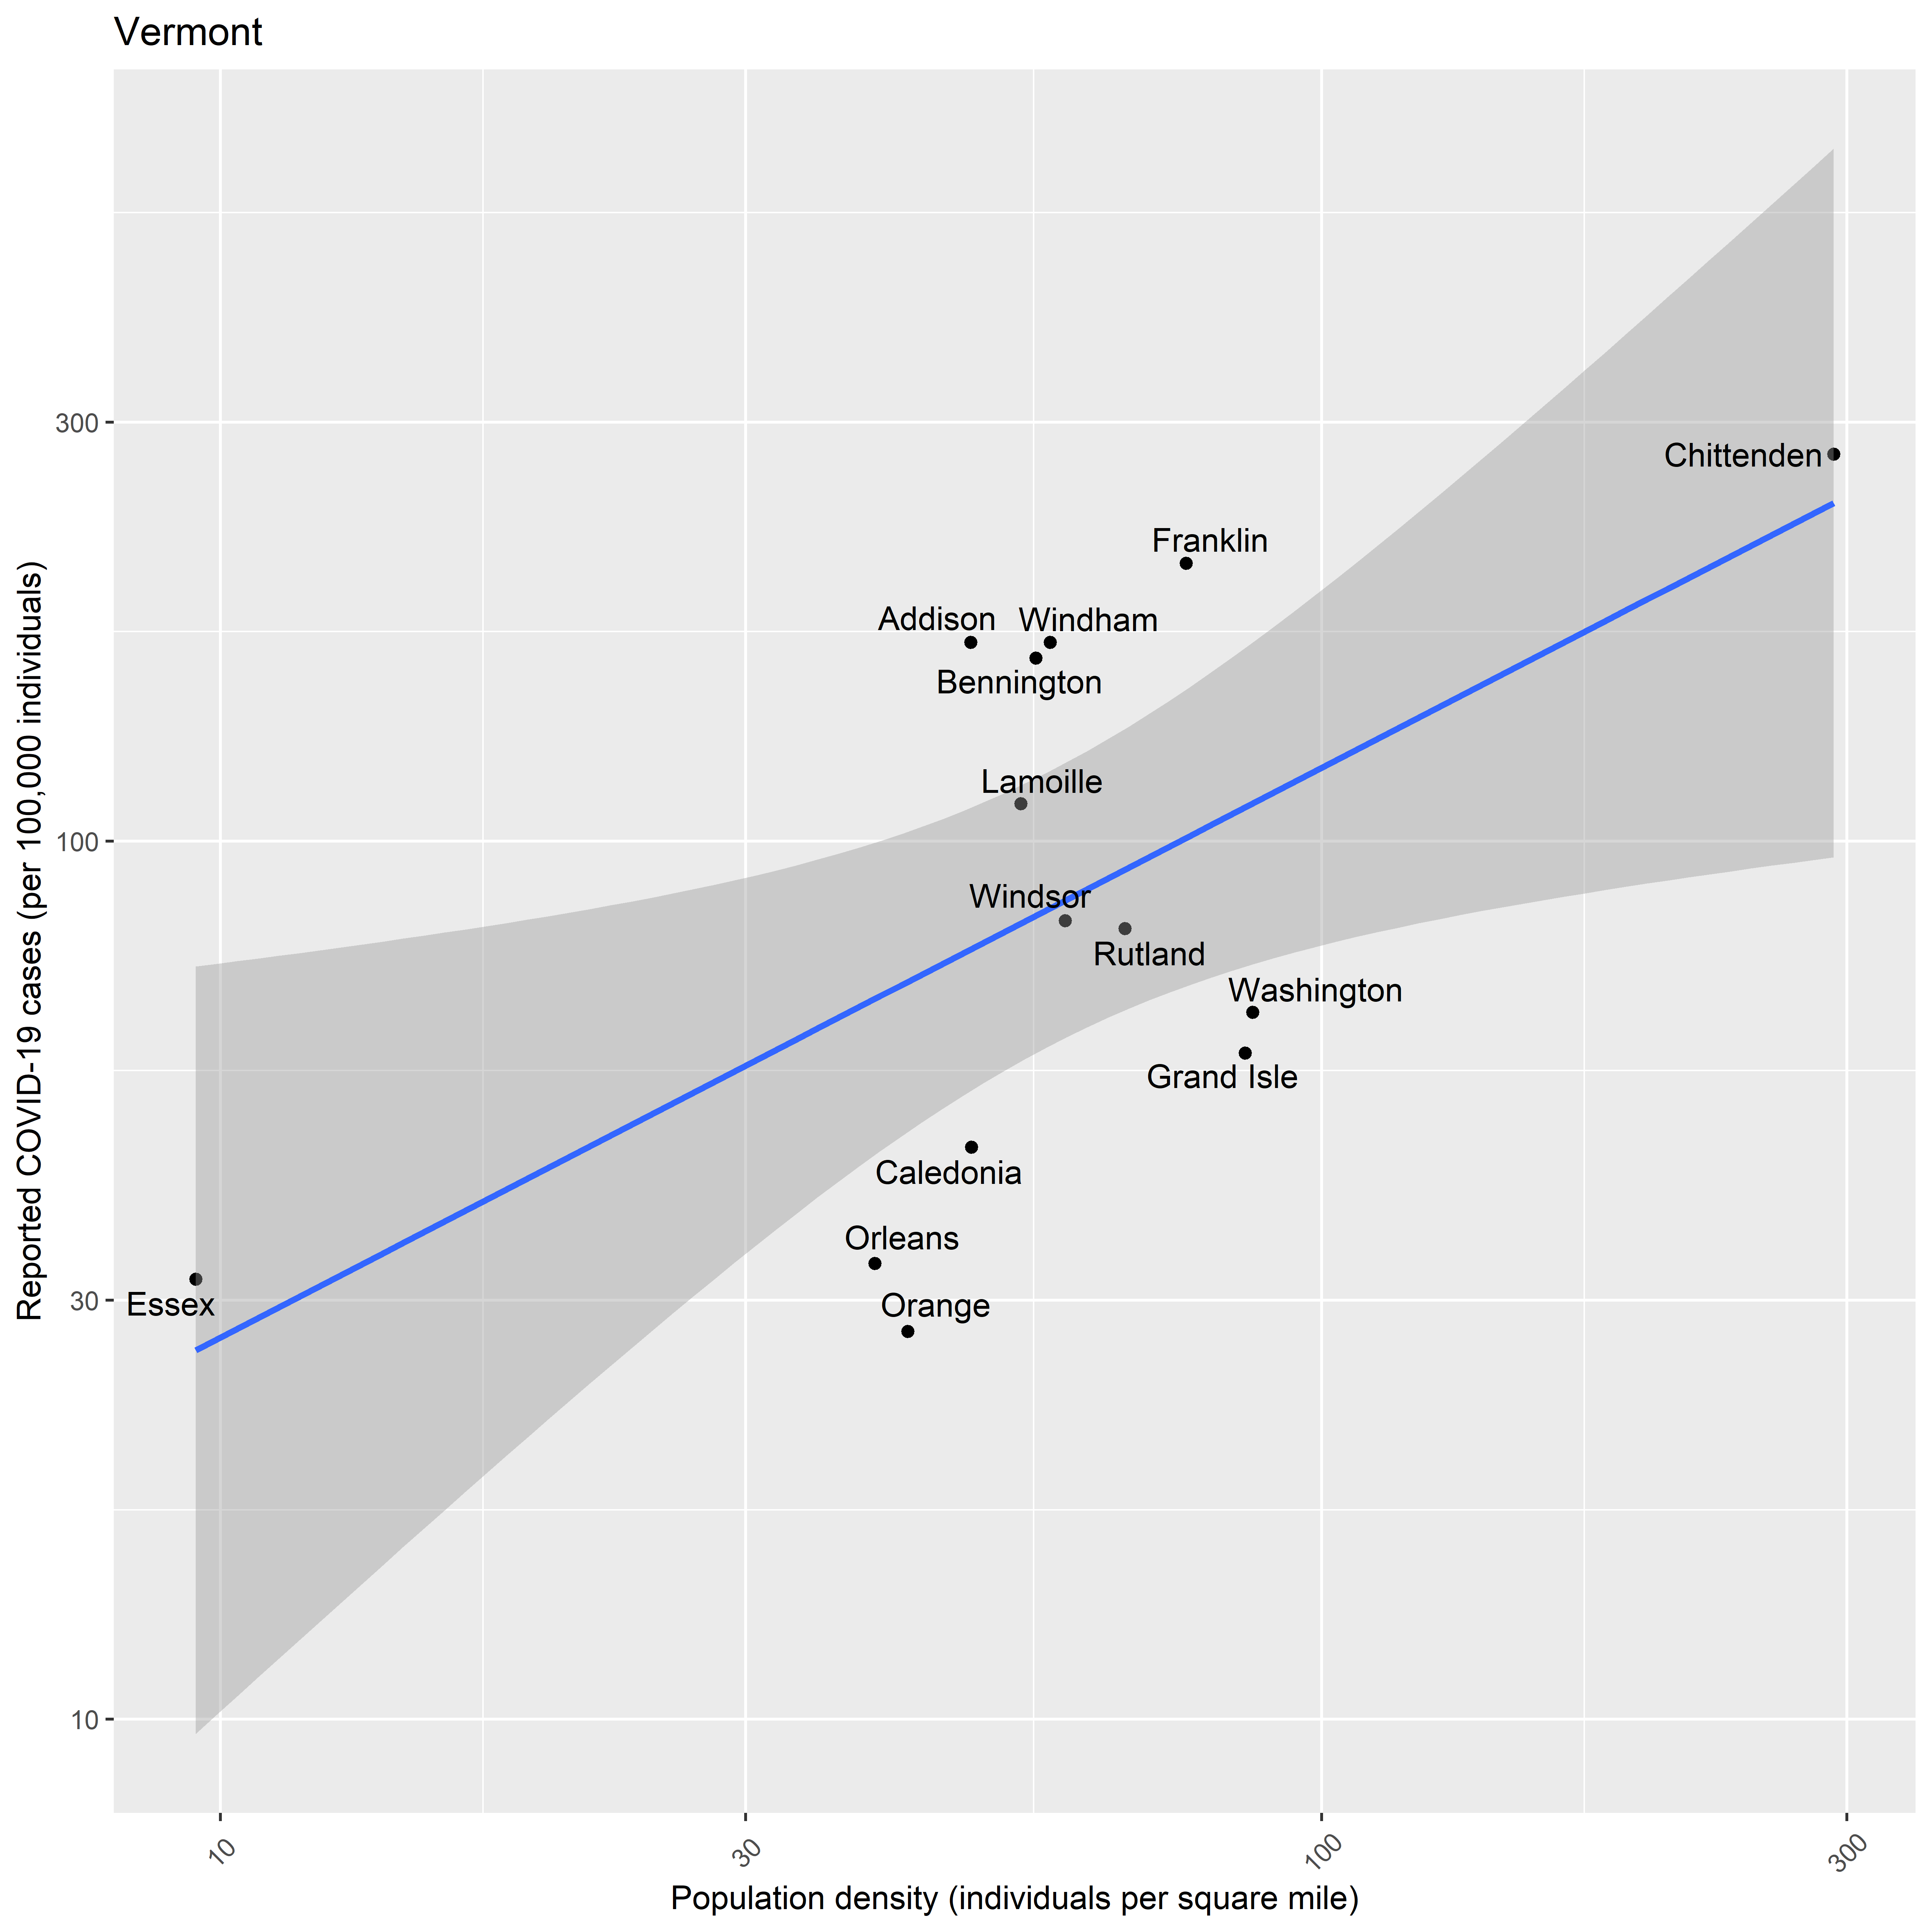 Vermont
300
Chittenden
Franklin
Addison
Windham
Bennington
Lamoille
100
Windsor
Rutland
Washington
Grand Isle
Caledonia
Orleans
30
Essex
Orange
10
Reported COVID-19 cases (per 100,000 individuals)
10
30
100
300
Population density (individuals per square mile)